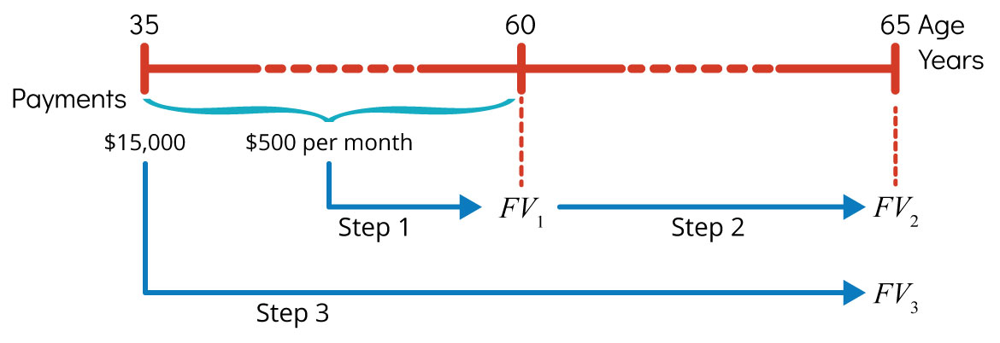 35
60
65 Age
Years
Payments
$15,000
$500 per month
Step 1
FV1
Step 2
FV2
Step 3
FV3